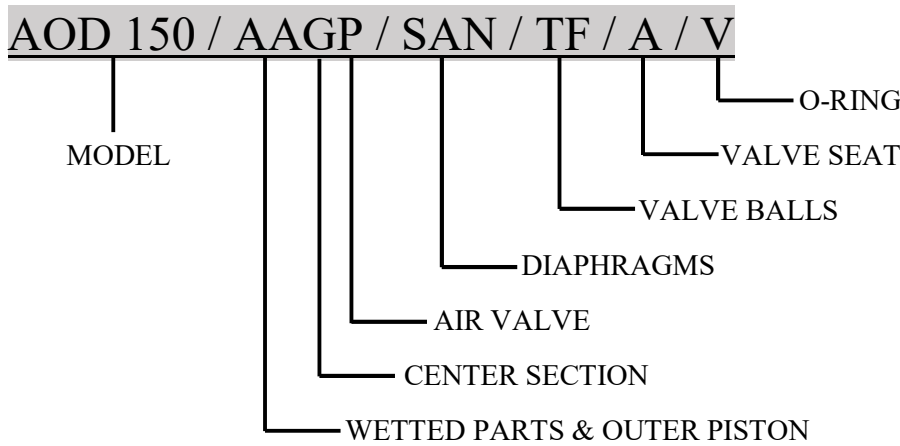 AOD 150 / AAGP / SAN / TF / A / V
O-RING
MODEL
VALVE SEAT
VALVE BALLS
DIAPHRAGMS
AIR VALVE
CENTER SECTION
WETTED PARTS & OUTER PISTON